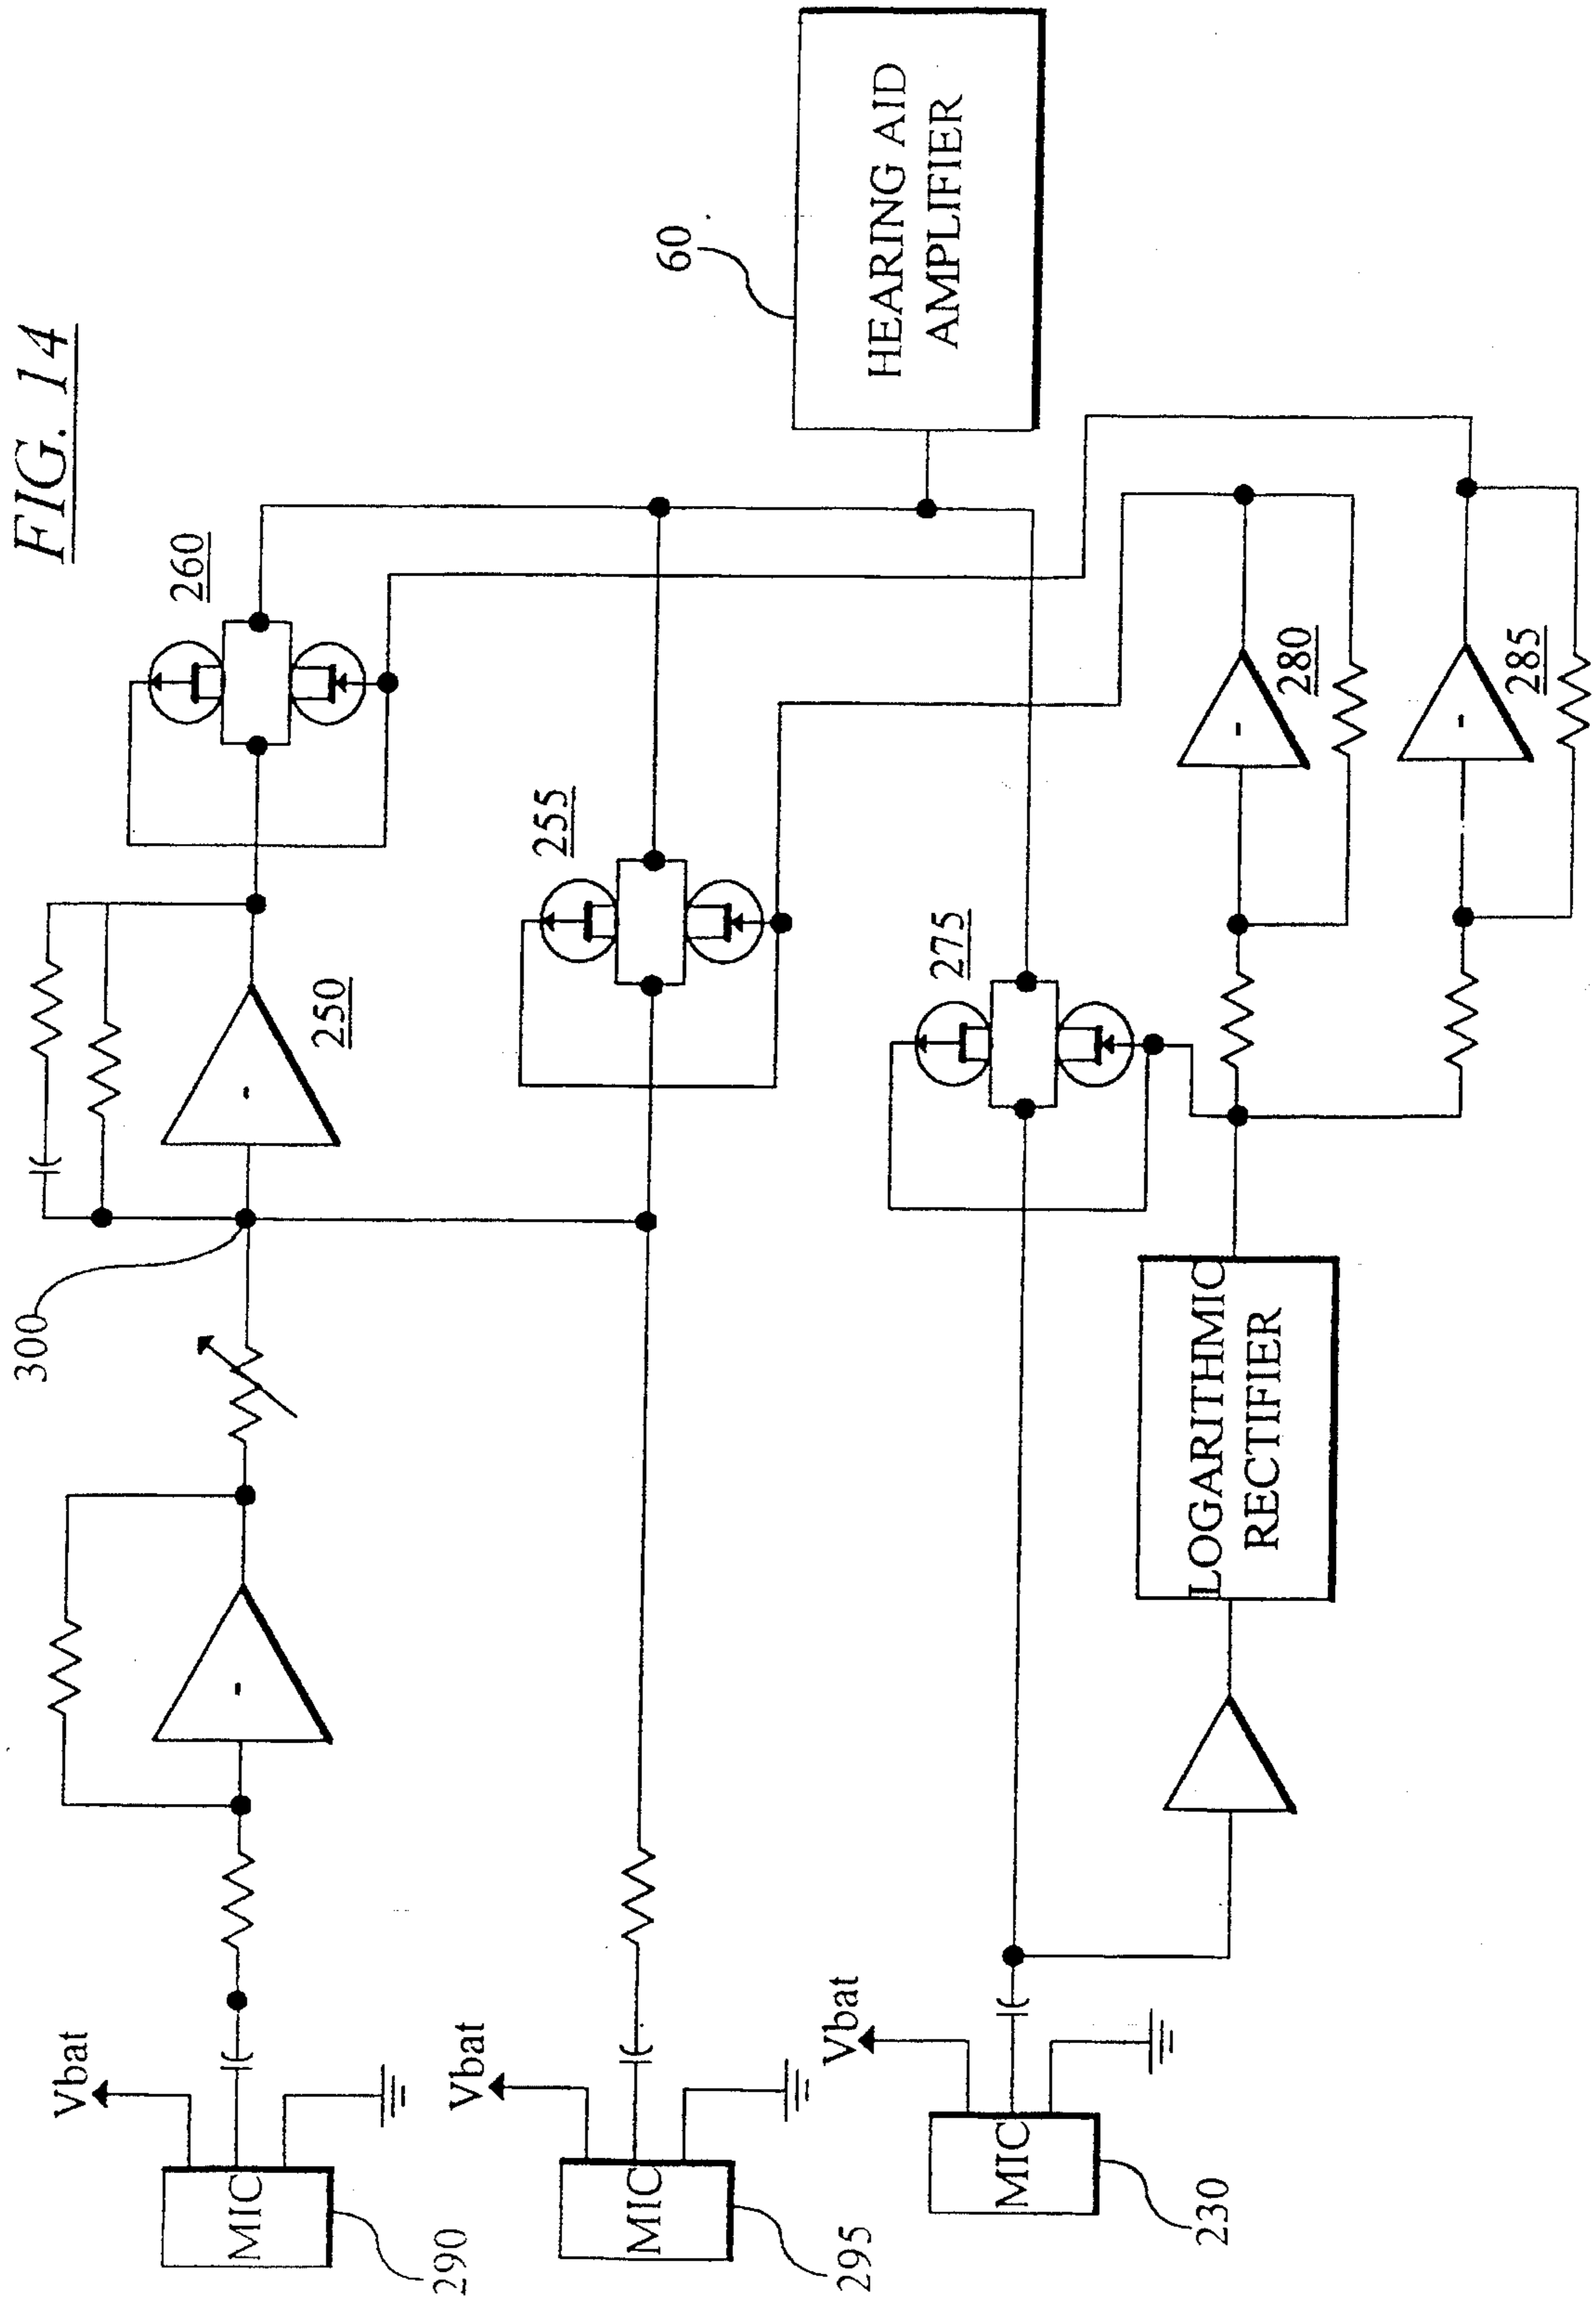 FIG. 14
Vbat
MIC
290
300
250
260
Vbat
MIC
295
255
60
HEARING AID
AMPLIFIER
Vbat
MIC
230
275
LOGARITHMIC
RECTIFIER
280
285